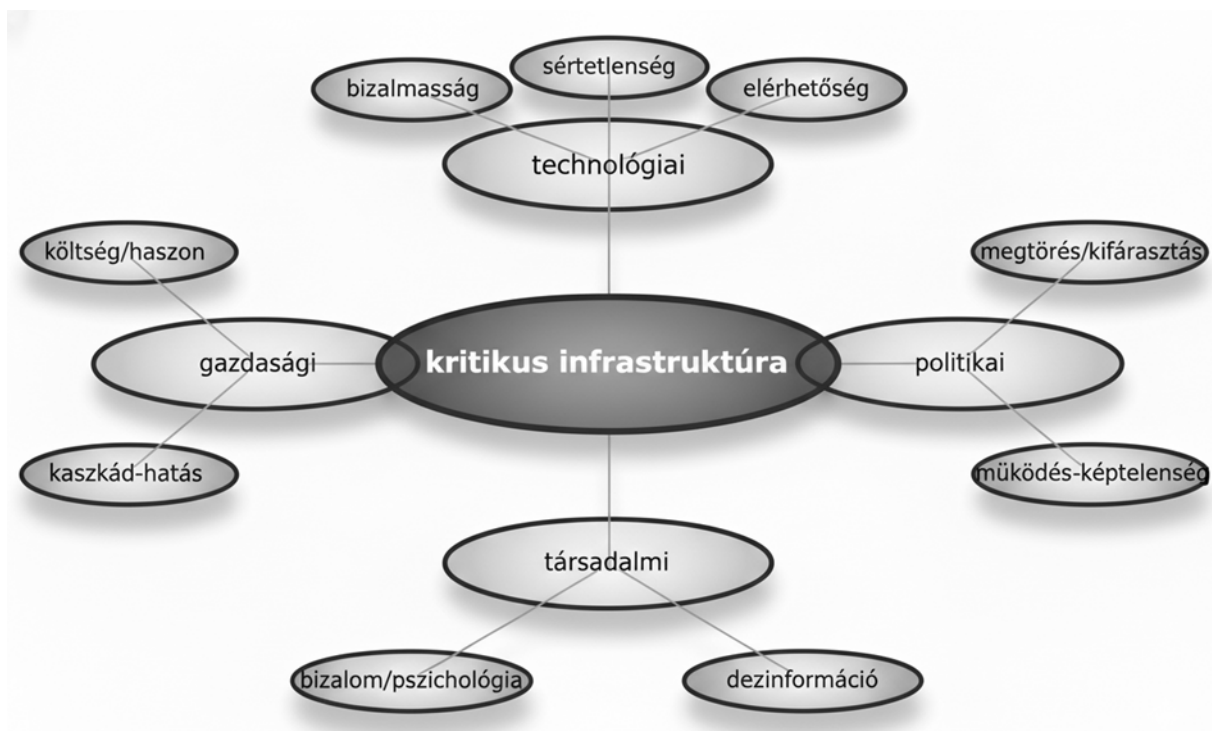 sértetlenség
bizalmasság
elérhetőség
technológiai
költség/haszon
megtörés/kifárasztás
gazdasági
kritikus infrastruktúra
politikai
kaszkád-hatás
müködés-képtelenség
társadalmi
bizalom/pszichológia
dezinformáció